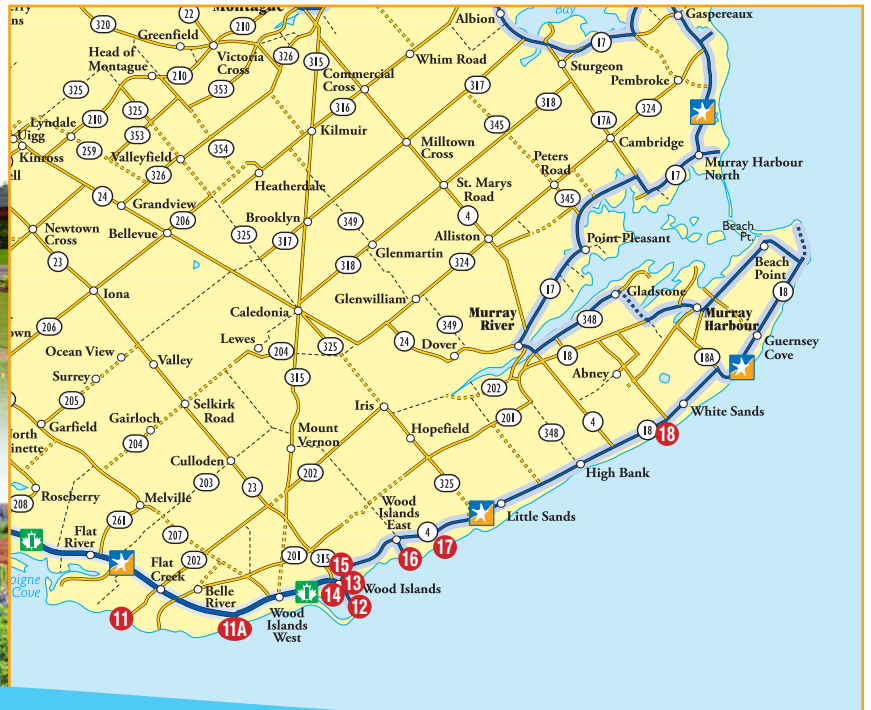 Montague
Albion
Bay
Gaspereaux
320
22
210
Greenfield
Head of
Montague
210
Victoria
Cross
326
315
Commercial
Cross
Whim Road
17
Sturgeon
Pembroke
325
353
317
318
316
324
210
325
353
Lyndale
Uigg
Kinross
259
Valleyfield
326
354
Kilmuir
345
17A
Cambridge
Milltown
Cross
Peters
Road
Murray Harbour
North
17
24
Grandview
Heatherdale
St. Marys
Road
345
206
Bellevue
Brooklyn
325
317
349
4
Newtown
Cross
23
318
Glenmartin
Alliston
324
Point Pleasant
Beach
Pt.
Beach
Point
Iona
Glenwilliam
17
Gladstone
18
Caledonia
Murray
River
348
Murray
Harbour
206
Lewes
204
325
24
349
Dover
18
18A
Guernsey
Cove
Ocean View
Valley
Surrey
315
202
Abney
205
Selkirk
Road
Iris
201
White Sands
Gairloch
Garfield
204
Mount
Vernon
Hopefield
348
4
18
18
Culloden
203
23
202
325
High Bank
Roseberry
208
Melville
261
207
Wood
Islands
East
Little Sands
Flat
River
202
201
315
4
17
16
15
Flat
Creek
Belle
River
13
Wood Islands
14
12
Cove
11
11A
Wood
Islands
West